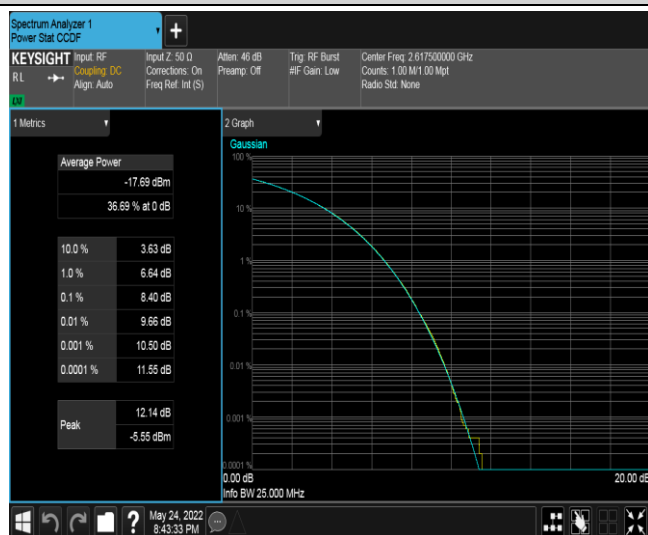 Spectrum Analyzer 1
Power Stat CCDF
+
KEYSIGHT
RL
LXI
Input: RF
Coupling: DC
Align: Auto
Input Z: 50 Ω
Corrections: On
Freq Ref: Int (S)
Atten: 46 dB
Preamp: Off
Trig: RF Burst
#IF Gain: Low
Center Freq: 2.617500000 GHz
Counts: 1.00 M/1.00 Mpt
Radio Std: None
1 Metrics
Average Power
-17.69 dBm
36.69 % at 0 dB
10.0 % 3.63 dB
1.0 % 6.64 dB
0.1 % 8.40 dB
0.01 % 9.66 dB
0.001 % 10.50 dB
0.0001 % 11.55 dB
Peak
12.14 dB
-5.55 dBm
2 Graph
Gaussian
100 %
10 %
1 %
0.1 %
0.01 %
0.001 %
0.0001 %
0.00 dB
20.00 dB
Info BW 25.000 MHz
?
May 24, 2022
8:43:33 PM